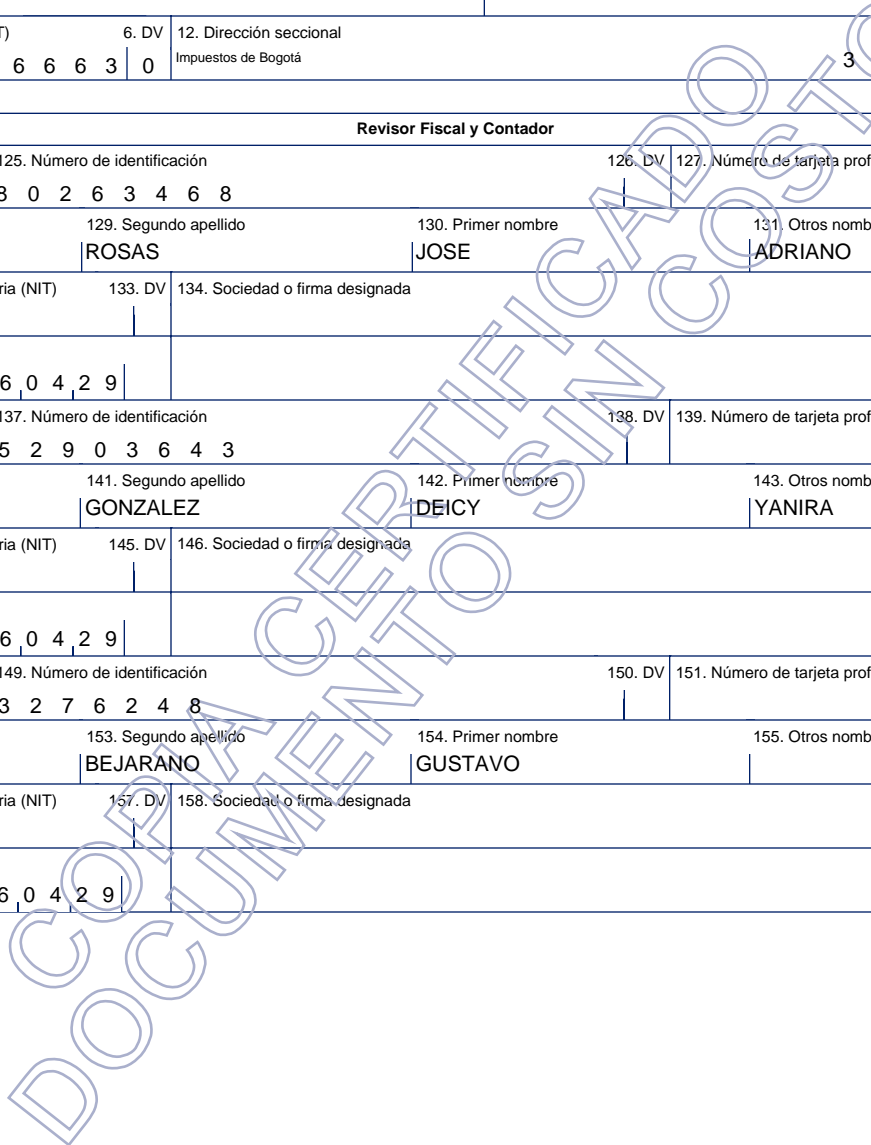 T) 6. DV 12. Dirección seccional
6 6 6 3 0 Impuestos de Bogotá 3
Revisor Fiscal y Contador
125. Número de identificación 126. DV 127. Número de tarjeta prof
8 0 2 6 3 4 6 8
129. Segundo apellido 130. Primer nombre 131. Otros nomb
ROSAS JOSE ADRIANO
ria (NIT) 133. DV 134. Sociedad o firma designada
6 0 4 2 9
137. Número de identificación 138. DV 139. Número de tarjeta prof
5 2 9 0 3 6 4 3
141. Segundo apellido 142. Primer nombre 143. Otros nomb
GONZALEZ DEICY YANIRA
ria (NIT) 145. DV 146. Sociedad o firma designada
6 0 4 2 9
149. Número de identificación 150. DV 151. Número de tarjeta prof
3 2 7 6 2 4 8
153. Segundo apellido 154. Primer nombre 155. Otros nomb
BEJARANO GUSTAVO
ria (NIT) 157. DV 158. Sociedad o firma designada
6 0 4 2 9
COPIA CERTIFICADO
DOCUMENTO SIN COSTO